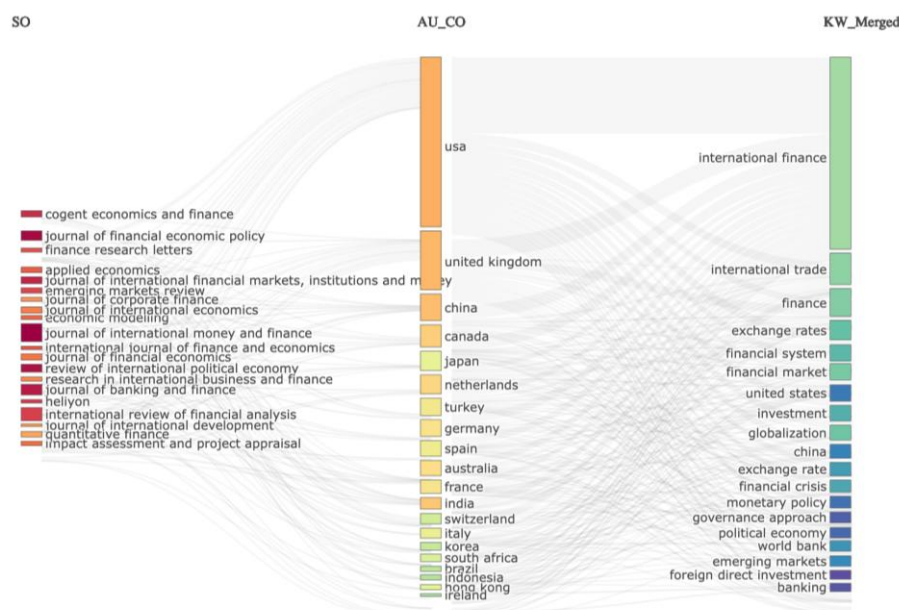 SO
AU_CO
KW_Merged
cogent economics and finance
journal of financial economic policy
finance research letters
applied economics
journal of international financial markets, institutions and money
emerging markets review
journal of corporate finance
journal of international economics
economic modelling
journal of international money and finance
international journal of finance and economics
journal of financial economics
review of international political economy
research in international business and finance
journal of banking and finance
heliyon
international review of financial analysis
journal of international development
quantitative finance
impact assessment and project appraisal
usa
united kingdom
china
canada
japan
netherlands
turkey
germany
spain
australia
france
india
switzerland
italy
korea
south africa
brazil
indonesia
hong kong
ireland
international finance
international trade
finance
exchange rates
financial system
financial market
united states
investment
globalization
china
exchange rate
financial crisis
monetary policy
governance approach
political economy
world bank
emerging markets
foreign direct investment
banking